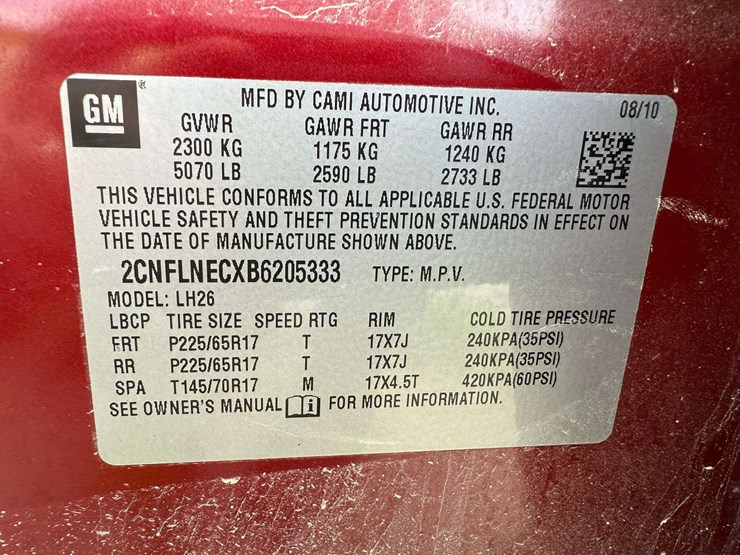 GM ®
MFD BY CAMI AUTOMOTIVE INC. 08/10
GVWR GAWR FRT GAWR RR
2300 KG 1175 KG 1240 KG
5070 LB 2590 LB 2733 LB
THIS VEHICLE CONFORMS TO ALL APPLICABLE U.S. FEDERAL MOTOR
VEHICLE SAFETY AND THEFT PREVENTION STANDARDS IN EFFECT ON
THE DATE OF MANUFACTURE SHOWN ABOVE.
2CNFLNECXB6205333 TYPE: M.P.V.
MODEL: LH26
LBCP TIRE SIZE SPEED RTG RIM COLD TIRE PRESSURE
FRT P225/65R17 T 17X7J 240KPA(35PSI)
RR P225/65R17 T 17X7J 240KPA(35PSI)
SPA T145/70R17 M 17X4.5T 420KPA(60PSI)
SEE OWNER'S MANUAL i FOR MORE INFORMATION.